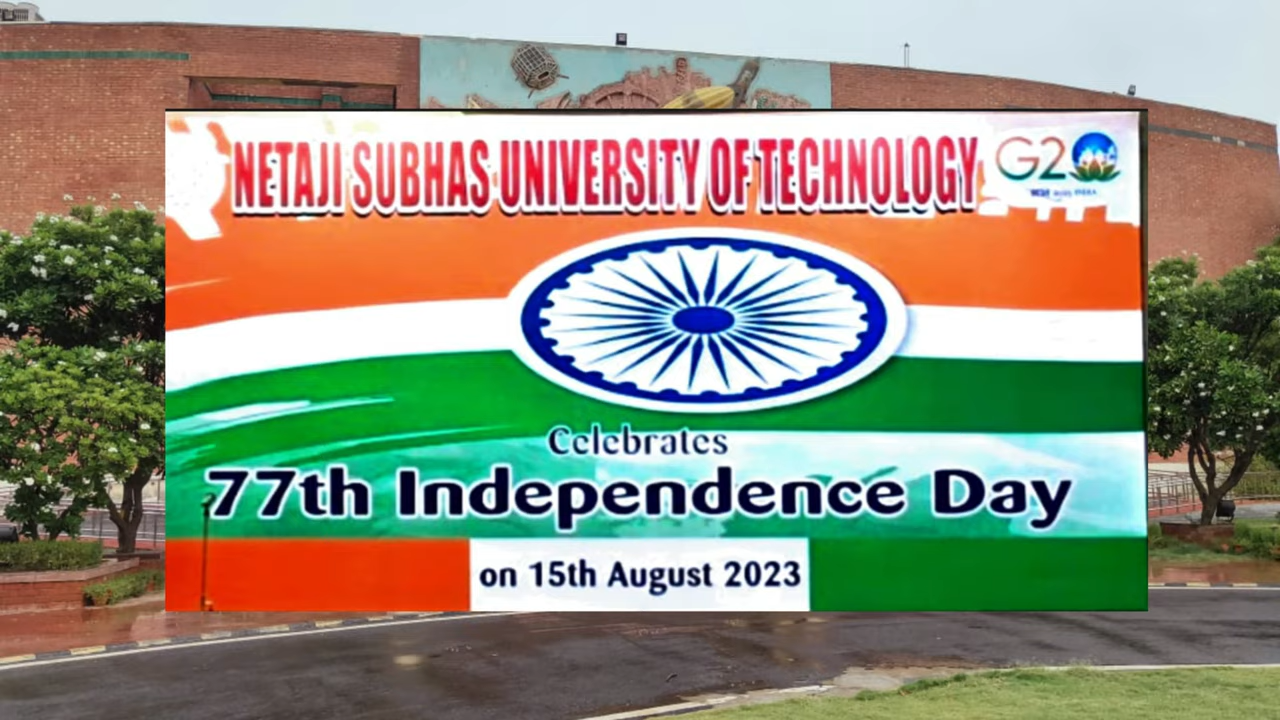 NETAJI SUBHAS UNIVERSITY OF TECHNOLOGY
G20
Celebrates
77th Independence Day
on 15th August 2023